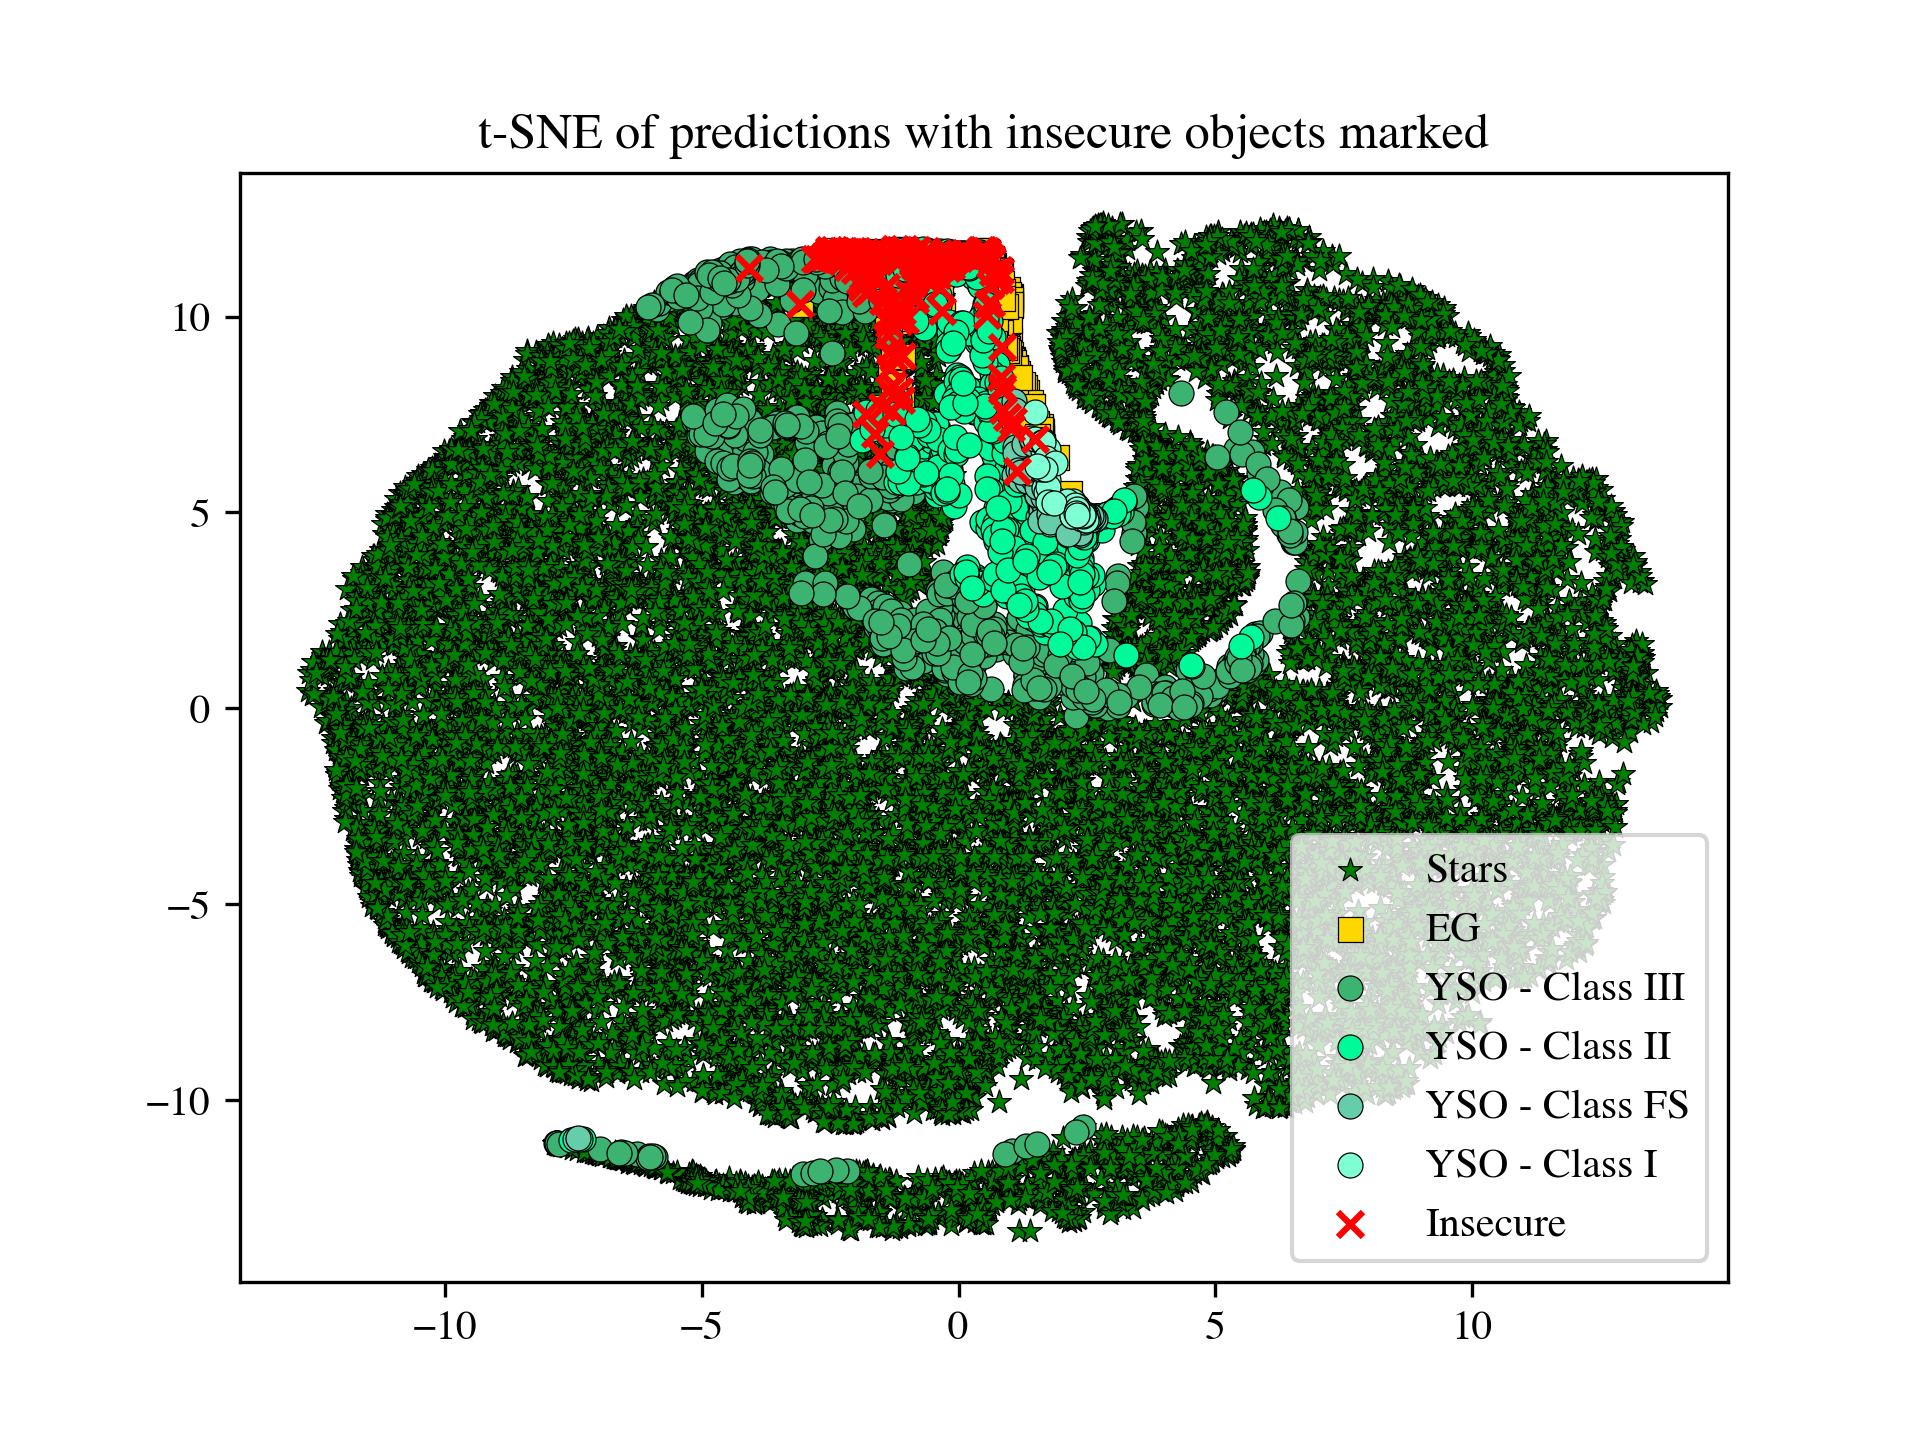 t-SNE of predictions with insecure objects marked
10
5
0
−5
−10
Stars
EG
YSO - Class III
YSO - Class II
YSO - Class FS
YSO - Class I
Insecure
−10 −5 0 5 10